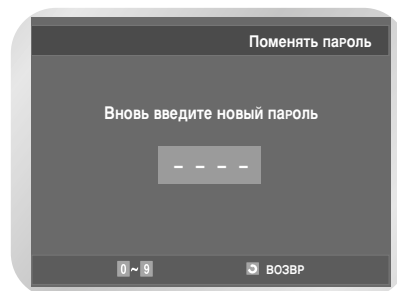 Поменять пароль
Вновь введите новый пароль
– – – –
0 ~ 9 ВОЗВР